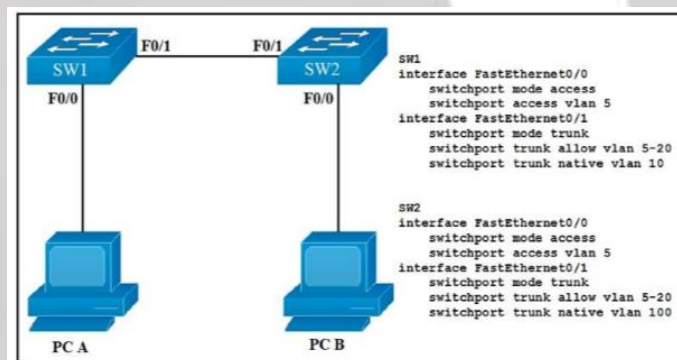 F0/1
F0/1
SW1
SW2
F0/0
F0/0
PC A
PC B
SW1
interface FastEthernet0/0
switchport mode access
switchport access vlan 5
interface FastEthernet0/1
switchport mode trunk
switchport trunk allow vlan 5-20
switchport trunk native vlan 10
SW2
interface FastEthernet0/0
switchport mode access
switchport access vlan 5
interface FastEthernet0/1
switchport mode trunk
switchport trunk allow vlan 5-20
switchport trunk native vlan 100